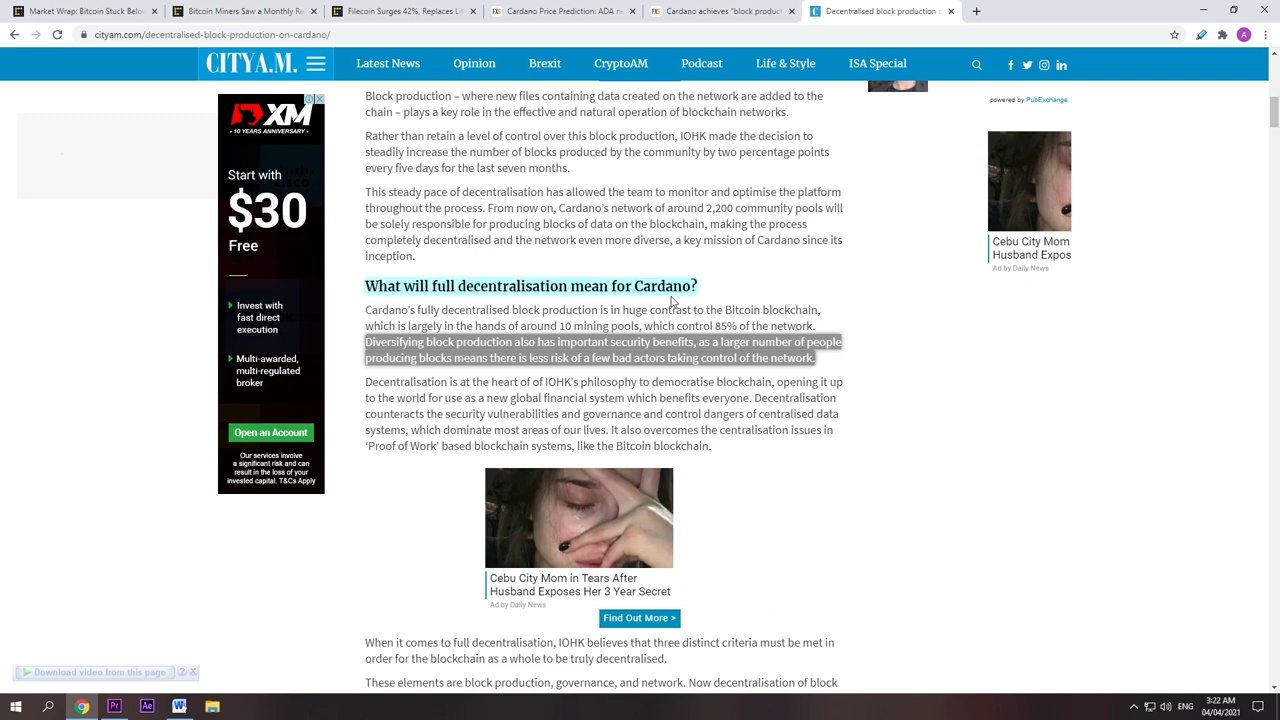 Market Wrap: Bitcoin Stuck Belo
Bitcoin Miners Saw Monthly Rev
Filecoin Surges 42%, Replaces Li
Cardano Price Prediction: ADA n
Cardano achieves "block product
Decentralised block production
cityam.com/decentralised-block-production-on-cardano/
A
CITYA.M.
Latest News
Opinion
Brexit
CryptoAM
Podcast
Life & Style
ISA Special
Block production – where new files containing data created on the network are added to the
chain – plays a key role in the effective and natural operation of blockchain networks.
Rather than retain a level of control over this block production, IOHK made the decision to
steadily increase the number of blocks produced by the community by two percentage points
every five days for the last seven months.
This steady pace of decentralisation has allowed the team to monitor and optimise the platform
throughout the process. From now on, Cardano's network of around 2,200 community pools will
be solely responsible for producing blocks of data on the blockchain, making the process
completely decentralised and the network even more diverse, a key mission of Cardano since its
inception.
What will full decentralisation mean for Cardano?
Cardano's fully decentralised block production is in huge contrast to the Bitcoin blockchain,
which is largely in the hands of around 10 mining pools, which control 85% of the network.
Diversifying block production also has important security benefits, as a larger number of people
producing blocks means there is less risk of a few bad actors taking control of the network.
Decentralisation is at the heart of of IOHK's philosophy to democratise blockchain, opening it up
to the world for use as a new global financial system which benefits everyone. Decentralisation
counteracts the security vulnerabilities and governance and control dangers of centralised data
systems, which dominate most areas of our lives. It also overcomes the centralisation issues in
'Proof of Work' based blockchain systems, like the Bitcoin blockchain.
Cebu City Mom in Tears After
Husband Exposes Her 3 Year Secret
Ad by Daily News
Find Out More >
When it comes to full decentralisation, IOHK believes that three distinct criteria must be met in
order for the blockchain as a whole to be truly decentralised.
These elements are block production, governance, and network. Now decentralisation of block
XM
10 YEARS ANNIVERSARY
Start with
$30
Free
Invest with
fast direct
execution
Multi-awarded,
multi-regulated
broker
Open an Account
Our services involve
a significant risk and can
result in the loss of your
invested capital. T&Cs Apply
powered by PubExchange
Cebu City Mom
Husband Expos
Ad by Daily News
Download video from this page
? x
ENG
3:22 AM
04/04/2021